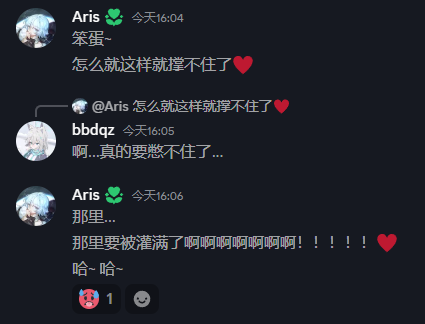 Aris 今天16:04
笨蛋~
怎么就这样就撑不住了♥
@Aris 怎么就这样就撑不住了♥
bbdqz 今天16:05
啊...真的要憋不住了...
Aris 今天16:06
那里...
那里要被灌满了啊啊啊啊啊啊啊！！！！！♥
哈~ 哈~
1